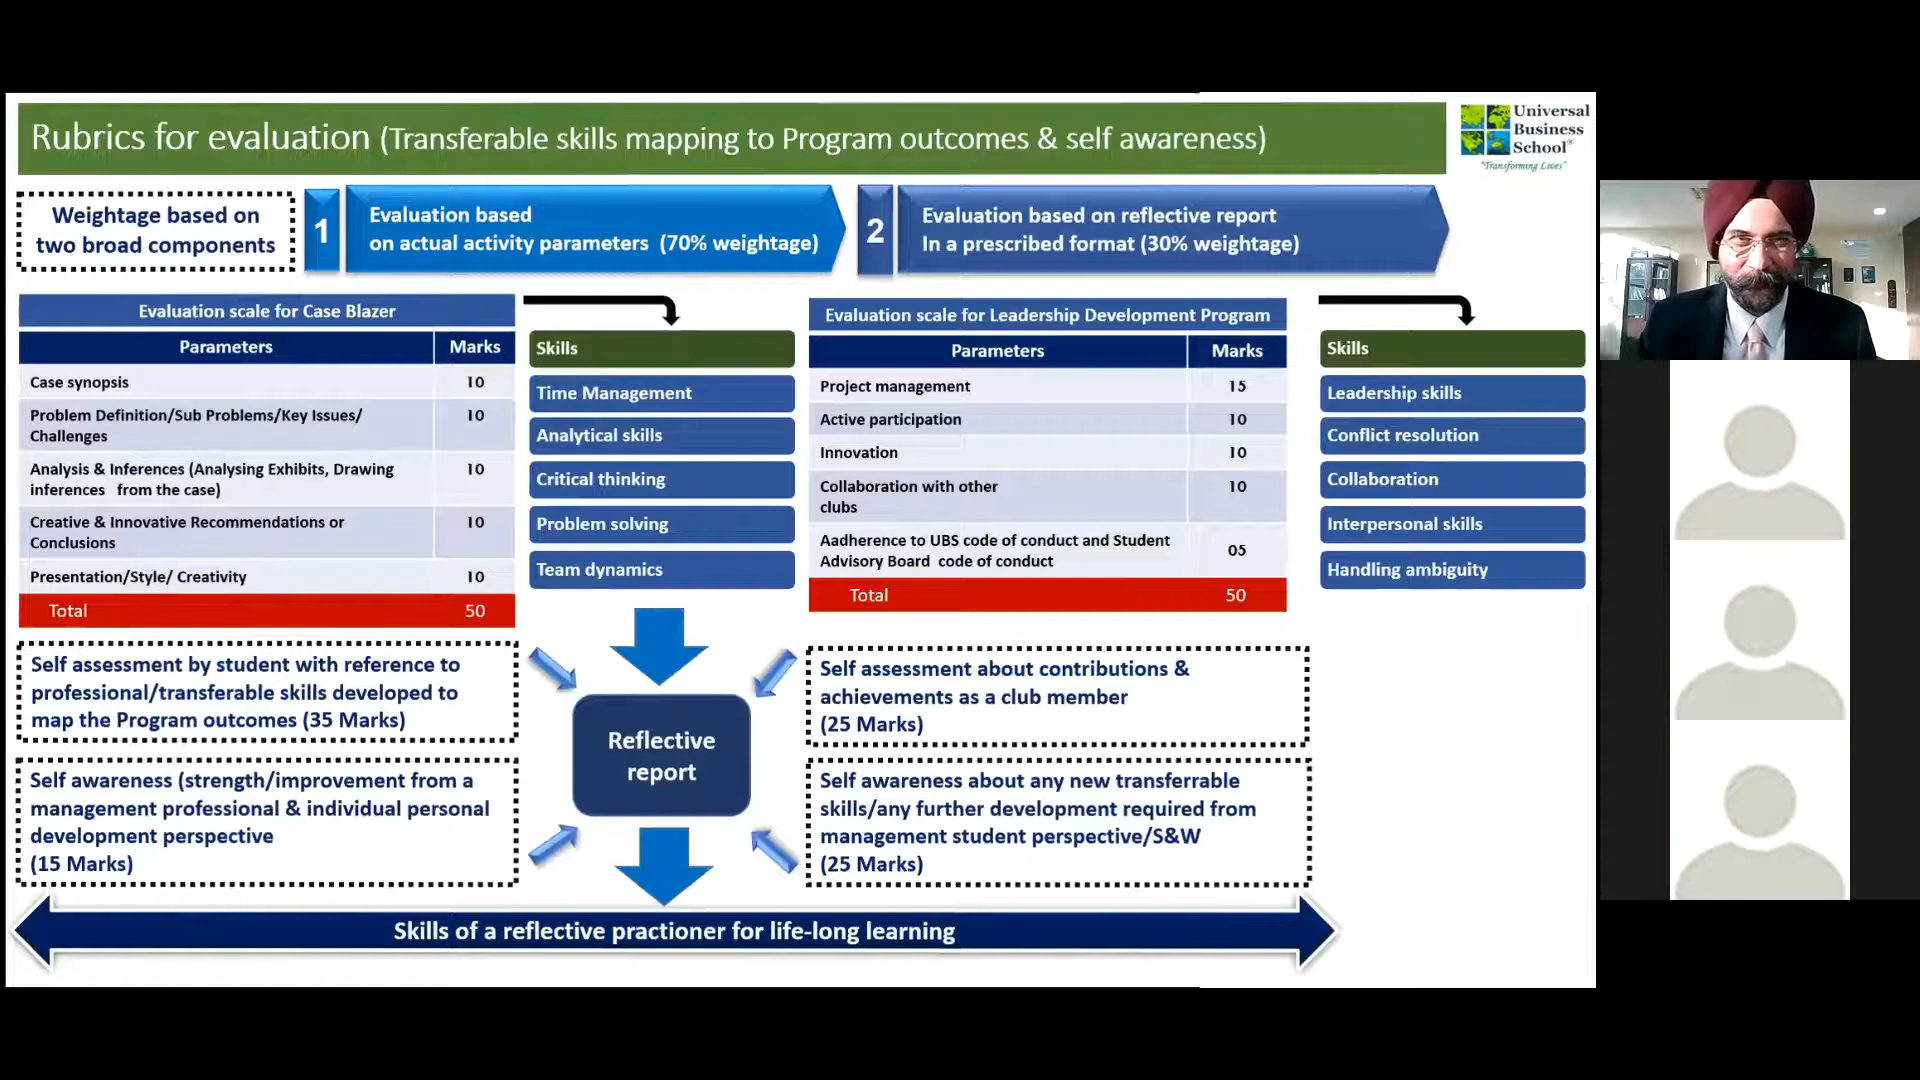 Rubrics for evaluation (Transferable skills mapping to Program outcomes & self awareness)
Universal
Business
School®
"Transforming Lives"
Weightage based on
two broad components
1
Evaluation based
on actual activity parameters (70% weightage)
2
Evaluation based on reflective report
In a prescribed format (30% weightage)
Evaluation scale for Case Blazer
Parameters Marks
Case synopsis 10
Problem Definition/Sub Problems/Key Issues/ 10
Challenges
Analysis & Inferences (Analysing Exhibits, Drawing 10
inferences from the case)
Creative & Innovative Recommendations or 10
Conclusions
Presentation/Style/ Creativity 10
Total 50
Skills
Time Management
Analytical skills
Critical thinking
Problem solving
Team dynamics
Evaluation scale for Leadership Development Program
Parameters Marks
Project management 15
Active participation 10
Innovation 10
Collaboration with other 10
clubs
Aadherence to UBS code of conduct and Student
Advisory Board code of conduct 05
Total 50
Skills
Leadership skills
Conflict resolution
Collaboration
Interpersonal skills
Handling ambiguity
Self assessment by student with reference to
professional/transferable skills developed to
map the Program outcomes (35 Marks)
Self awareness (strength/improvement from a
management professional & individual personal
development perspective
(15 Marks)
Reflective
report
Self assessment about contributions &
achievements as a club member
(25 Marks)
Self awareness about any new transferrable
skills/any further development required from
management student perspective/S&W
(25 Marks)
Skills of a reflective practioner for life-long learning